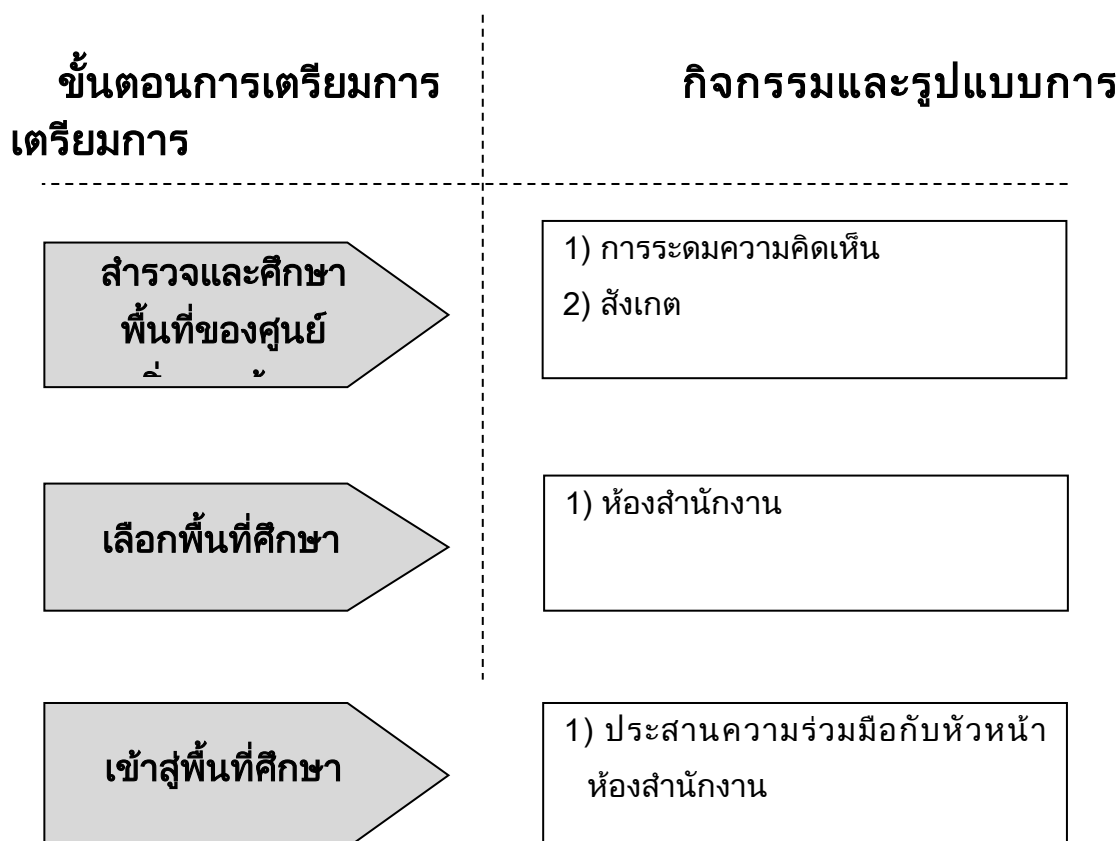 ขั้นตอนการเตรียมการ กิจกรรมและรูปแบบการ
เตรียมการ
สำรวจและศึกษา
พื้นที่ของศูนย์
1) การระดมความคิดเห็น
2) สังเกต
เลือกพื้นที่ศึกษา
1) ห้องสำนักงาน
เข้าสู่พื้นที่ศึกษา
1) ประสานความร่วมมือกับหัวหน้า
ห้องสำนักงาน